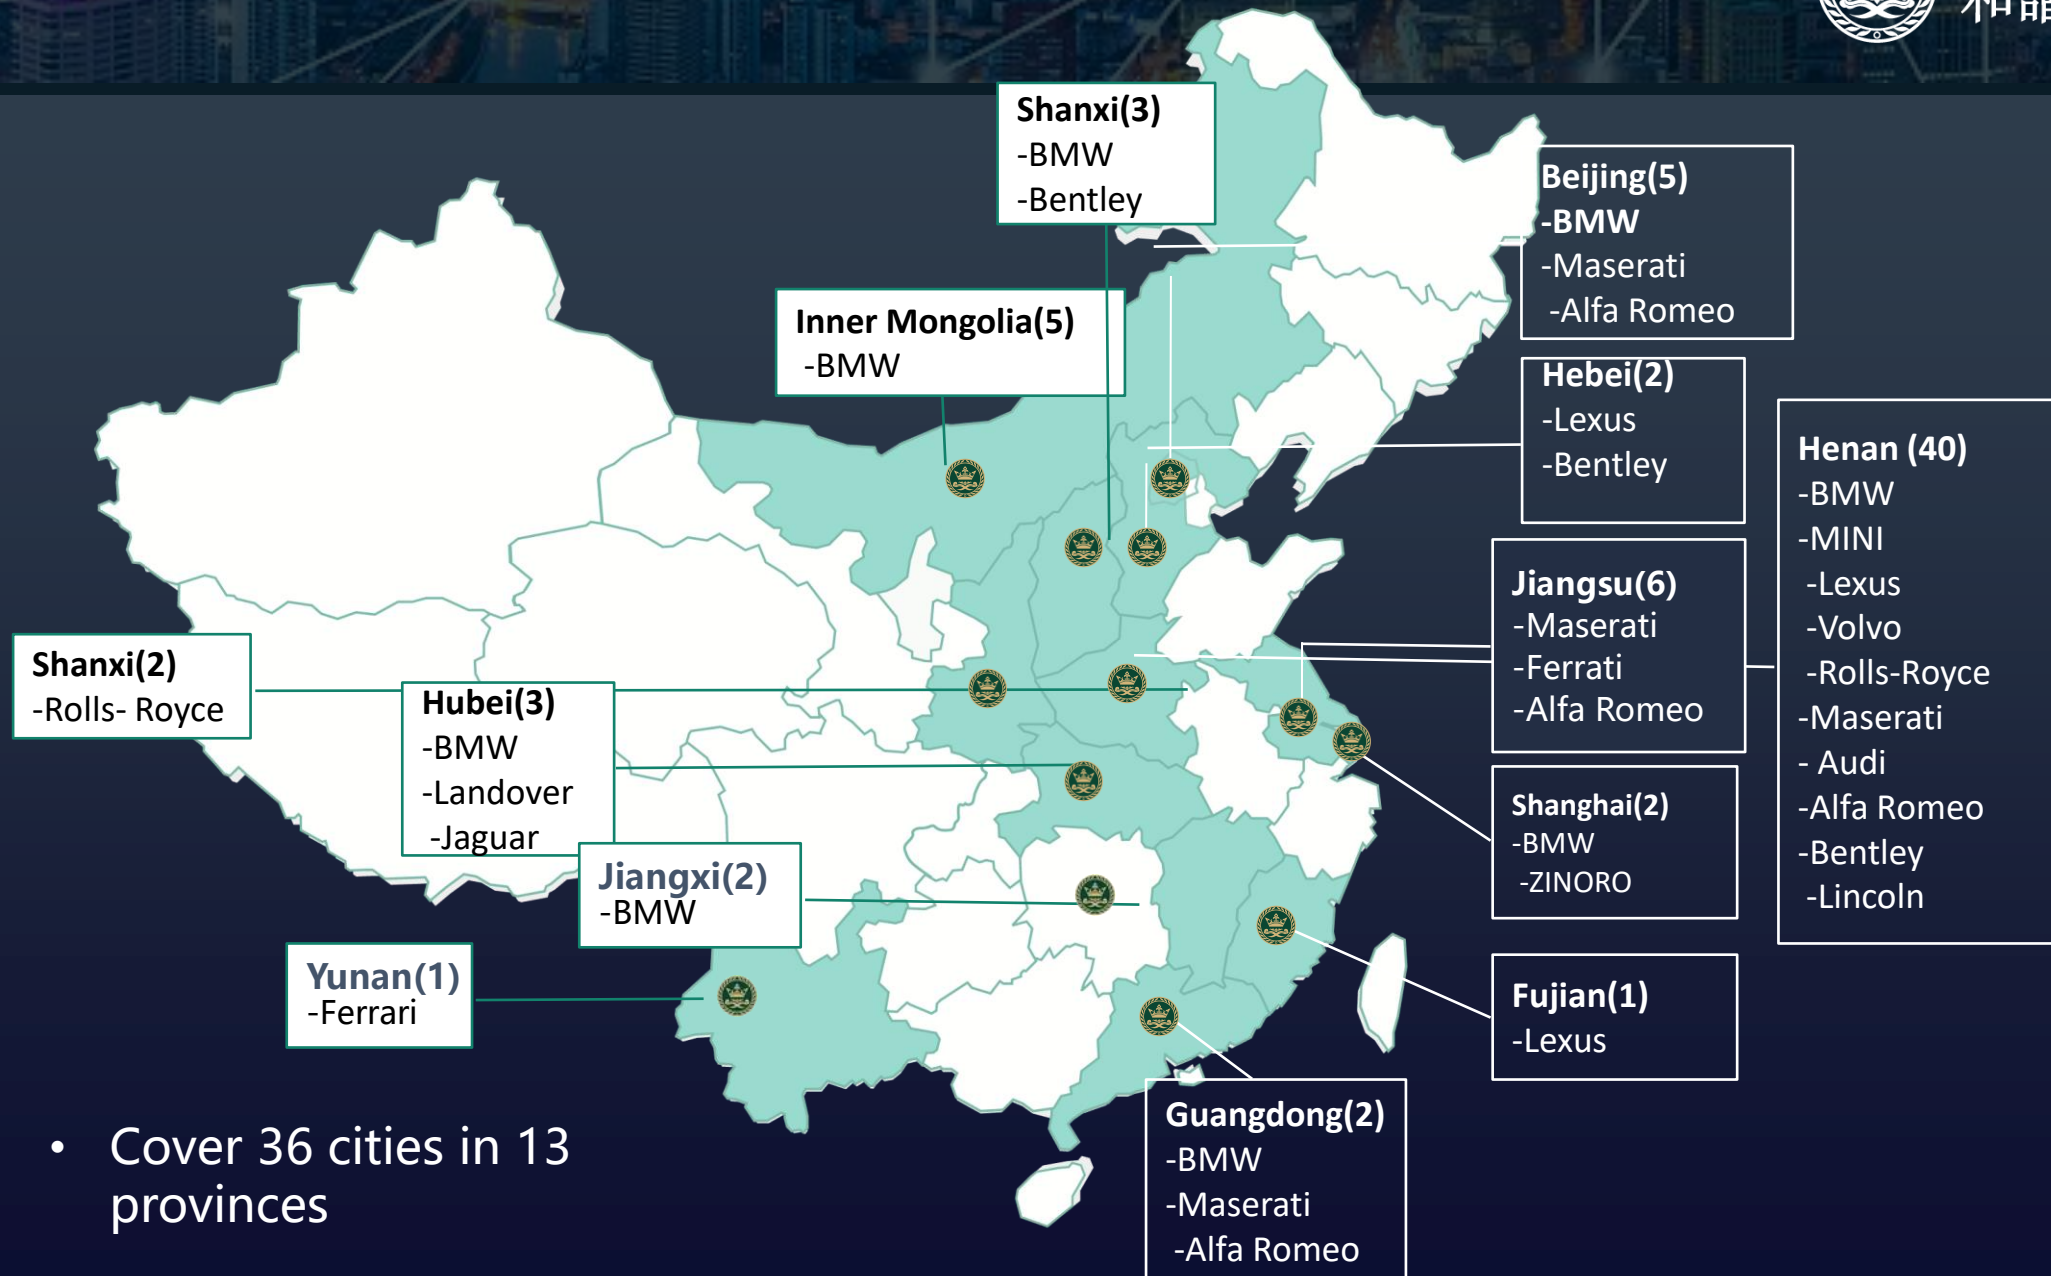 Shanxi(3)
-BMW
-Bentley
Beijing(5)
-BMW
-Maserati
-Alfa Romeo
Inner Mongolia(5)
-BMW
Hebei(2)
-Lexus
-Bentley
Henan (40)
-BMW
-MINI
-Lexus
-Volvo
-Rolls-Royce
-Maserati
- Audi
-Alfa Romeo
-Bentley
-Lincoln
Jiangsu(6)
-Maserati
-Ferrati
-Alfa Romeo
Shanxi(2)
-Rolls- Royce
Hubei(3)
-BMW
-Landover
-Jaguar
Shanghai(2)
-BMW
-ZINORO
Jiangxi(2)
-BMW
Yunan(1)
-Ferrari
Fujian(1)
-Lexus
Guangdong(2)
-BMW
-Maserati
-Alfa Romeo
• Cover 36 cities in 13
provinces